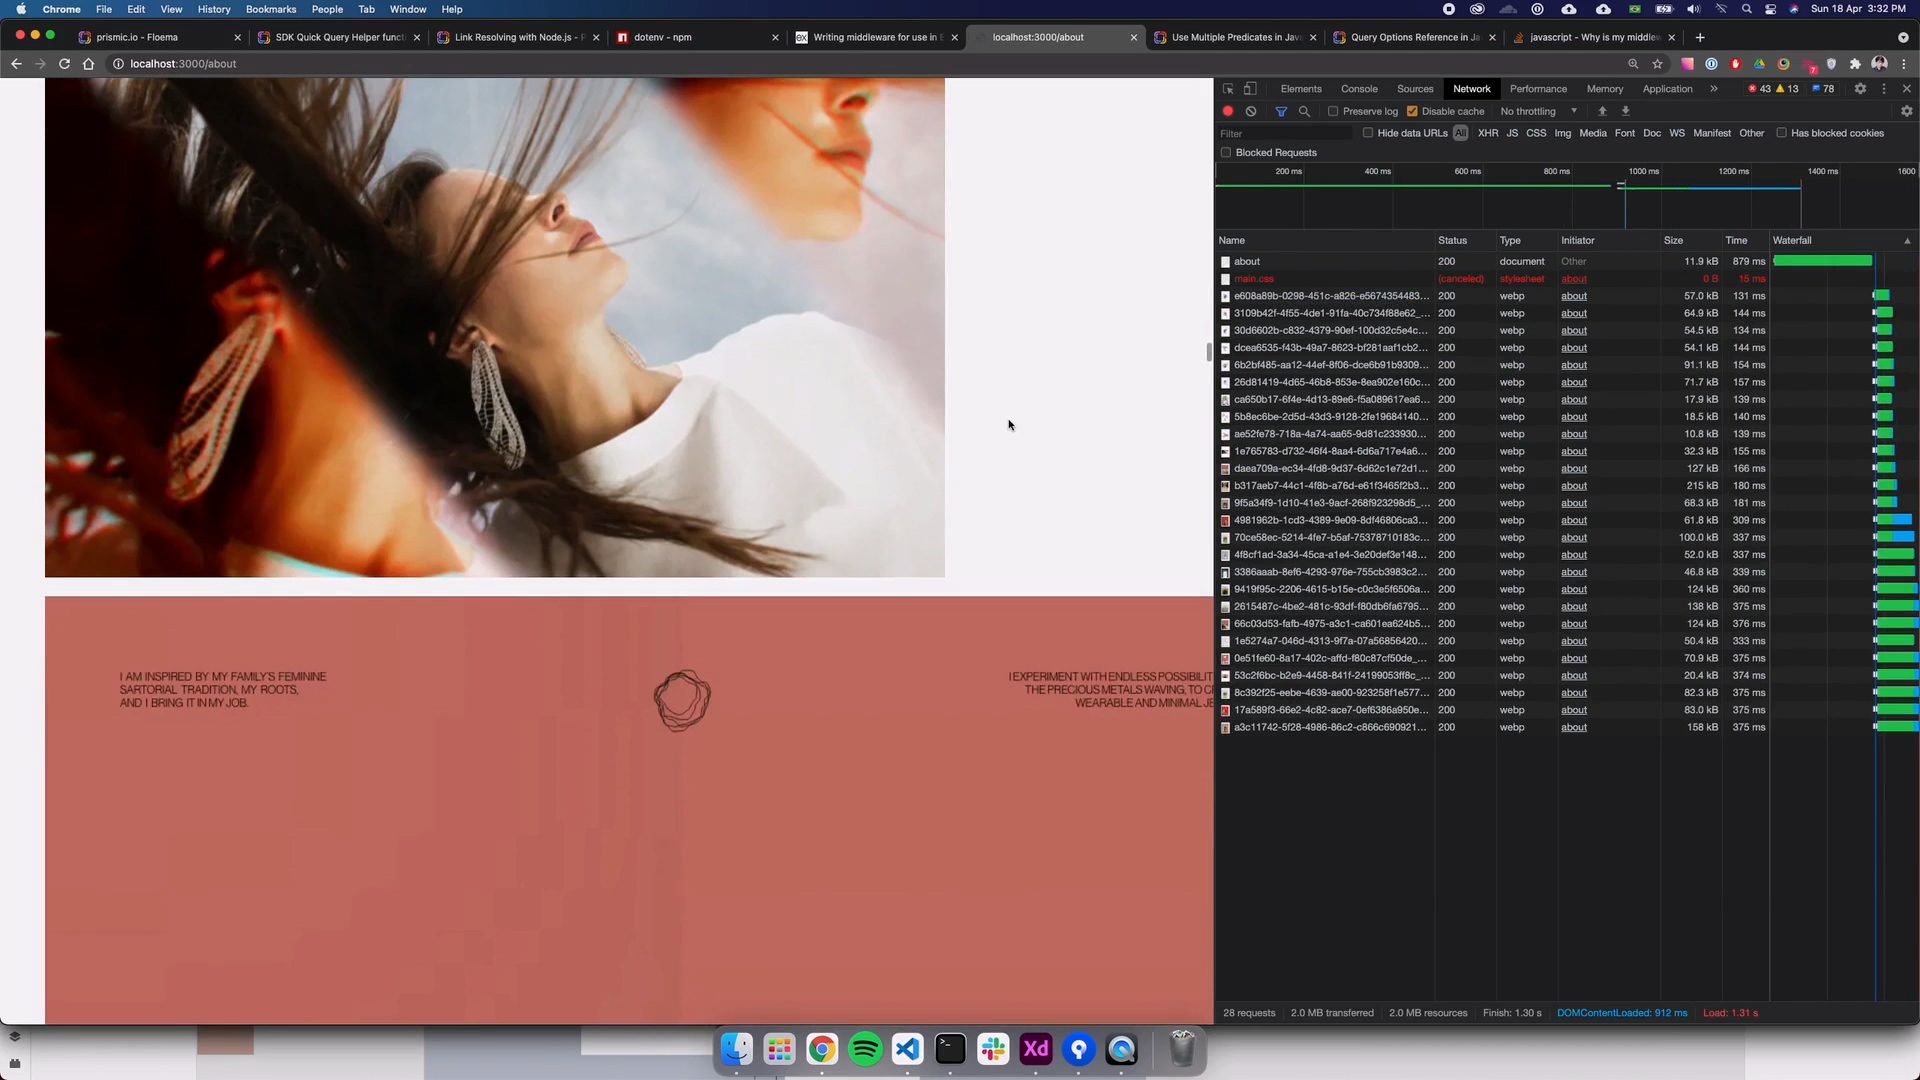 Chrome File Edit View History Bookmarks People Tab Window Help Sun 18 Apr 3:32 PM
prismic.io - Floema SDK Quick Query Helper funct Link Resolving with Node.js - P dotenv - npm Writing middleware for use in E localhost:3000/about Use Multiple Predicates in Jav Query Options Reference in Ja javascript - Why is my middlew
localhost:3000/about
Elements Console Sources Network Performance Memory Application 43 13 78
Preserve log Disable cache No throttling
Filter Hide data URLs All XHR JS CSS Img Media Font Doc WS Manifest Other Has blocked cookies
Blocked Requests
200 ms 400 ms 600 ms 800 ms 1000 ms 1200 ms 1400 ms 1600
Name Status Type Initiator Size Time Waterfall
about 200 document Other 11.9 kB 879 ms
main.css (canceled) stylesheet about 0 B 15 ms
e608a89b-0298-451c-a826-e5674354483... 200 webp about 57.0 kB 131 ms
3109b42f-4f55-4de1-91fa-40c734f88e62_... 200 webp about 64.9 kB 144 ms
30d6602b-c832-4379-90ef-100d32c5e4c... 200 webp about 54.5 kB 134 ms
dcea6535-f43b-49a7-8623-bf281aaf1cb2... 200 webp about 54.1 kB 144 ms
6b2bf485-aa12-44ef-8f06-dce6b91b9309... 200 webp about 91.1 kB 154 ms
26d81419-4d65-46b8-853e-8ea902e160c... 200 webp about 71.7 kB 157 ms
ca650b17-6f4e-4d13-89e6-f5a089617ea6... 200 webp about 17.9 kB 139 ms
5b8ec6be-2d5d-43d3-9128-2fe19684140... 200 webp about 18.5 kB 140 ms
ae52fe78-718a-4a74-aa65-9d81c233930... 200 webp about 10.8 kB 139 ms
1e765783-d732-46f4-8aa4-6d6a717e4a6... 200 webp about 32.3 kB 155 ms
daea709a-ec34-4fd8-9d37-6d62c1e72d1... 200 webp about 127 kB 166 ms
b317aeb7-44c1-4f8b-a76d-e61f3465f2b3... 200 webp about 215 kB 180 ms
9f5a34f9-1d10-41e3-9acf-268f923298d5_... 200 webp about 68.3 kB 181 ms
4981962b-1cd3-4389-9e09-8df46806ca3... 200 webp about 61.8 kB 309 ms
70ce58ec-5214-4fe7-b5af-75378710183c... 200 webp about 100.0 kB 337 ms
4f8cf1ad-3a34-45ca-a1e4-3e20def3e148... 200 webp about 52.0 kB 337 ms
3386aaab-8ef6-4293-976e-755cb3983c2... 200 webp about 46.8 kB 339 ms
9419f95c-2206-4615-b15e-c0c3e5f6506a... 200 webp about 124 kB 360 ms
2615487c-4be2-481c-93df-f80db6fa6795... 200 webp about 138 kB 375 ms
66c03d53-fafb-4975-a3c1-ca601ea624b5... 200 webp about 124 kB 376 ms
1e5274a7-046d-4313-9f7a-07a56856420... 200 webp about 50.4 kB 333 ms
0e51fe60-8a17-402c-affd-f80c87cf50de_... 200 webp about 70.9 kB 375 ms
53c2f6bc-b2e9-4458-841f-24199053ff8c_... 200 webp about 20.4 kB 374 ms
8c392f25-eebe-4639-ae00-923258f1e577... 200 webp about 82.3 kB 375 ms
17a589f3-66e2-4c82-ace7-0ef6386a950e... 200 webp about 83.0 kB 375 ms
a3c11742-5f28-4986-86c2-c866c690921... 200 webp about 158 kB 375 ms
28 requests 2.0 MB transferred 2.0 MB resources Finish: 1.30 s DOMContentLoaded: 912 ms Load: 1.31 s
I AM INSPIRED BY MY FAMILY'S FEMININE
SARTORIAL TRADITION, MY ROOTS,
AND I BRING IT IN MY JOB.
I EXPERIMENT WITH ENDLESS POSSIBILIT
THE PRECIOUS METALS WAVING, TO C
WEARABLE AND MINIMAL JE
Xd